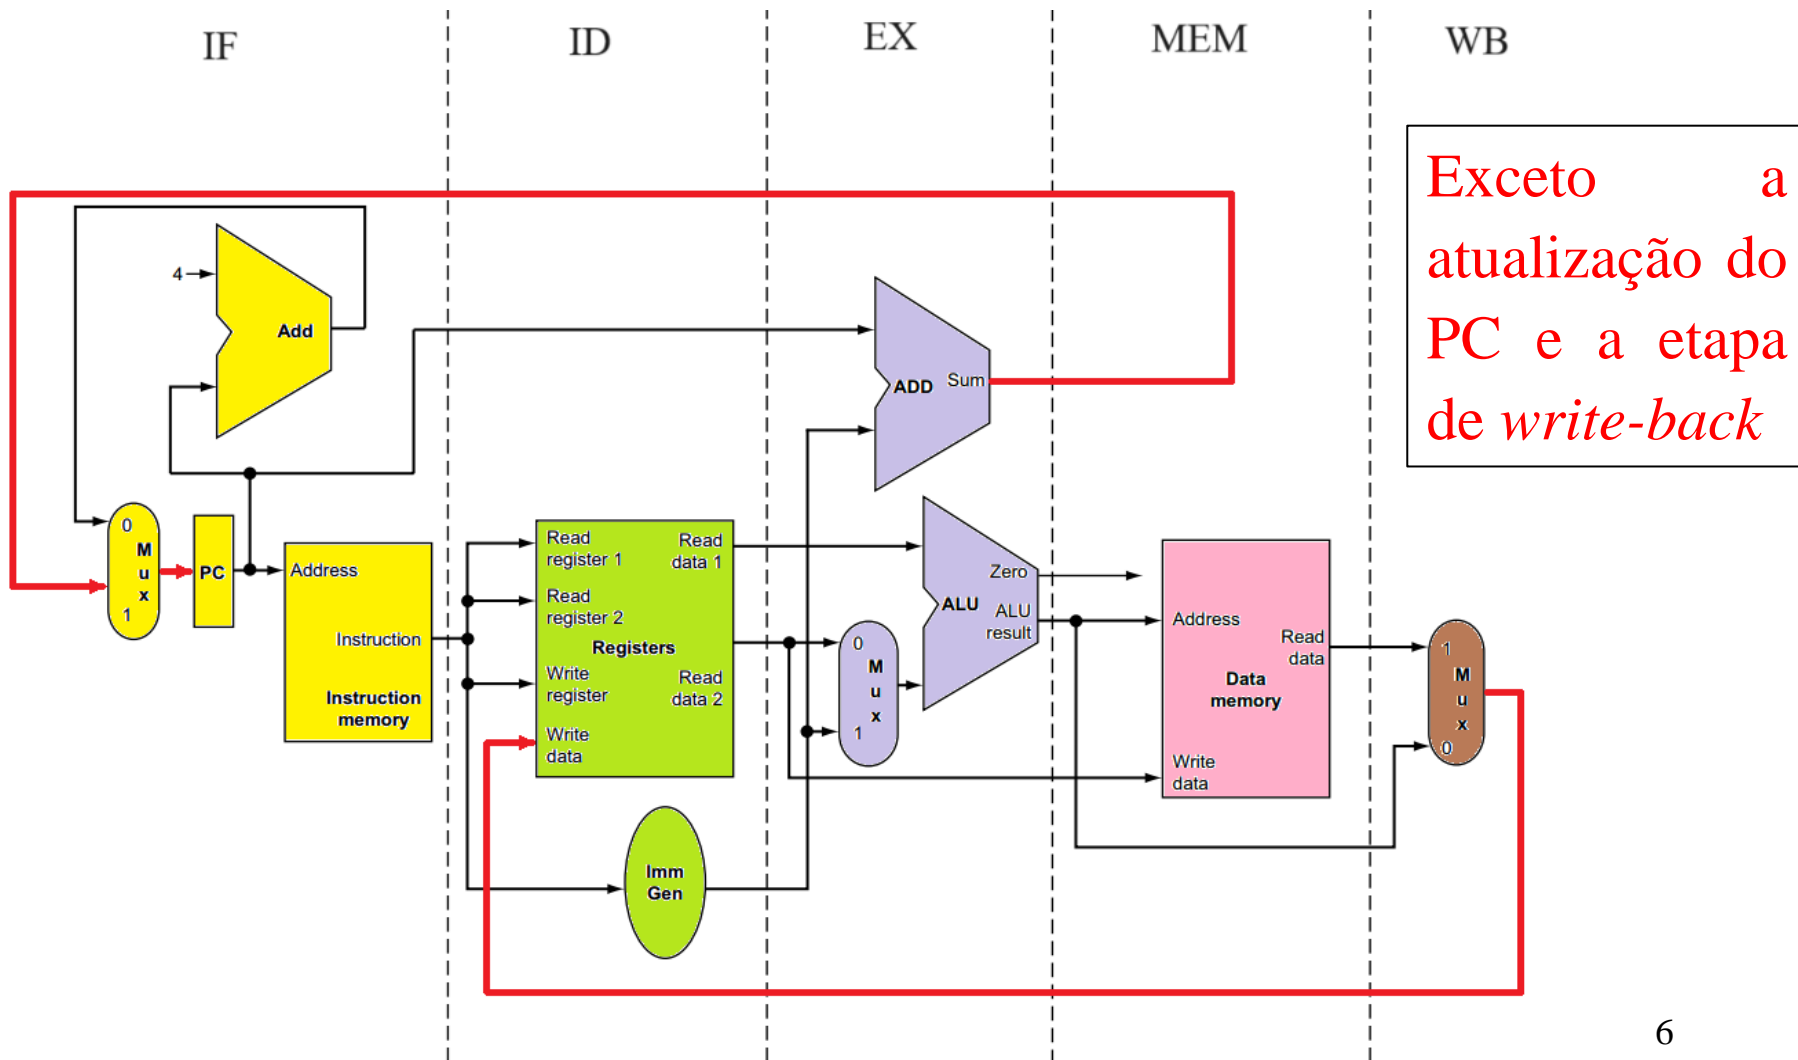 IF
ID
EX
MEM
WB
Exceto a
atualização do
PC e a etapa
de write-back
4
Add
ADD
Sum
0
M
u
x
1
PC
Address
Instruction
Instruction
memory
Read
register 1
Read
data 1
Read
register 2
Registers
Write
register
Read
data 2
Write
data
Imm
Gen
0
M
u
x
1
Zero
ALU
ALU
result
Address
Read
data
Data
memory
Write
data
1
M
u
x
0
6